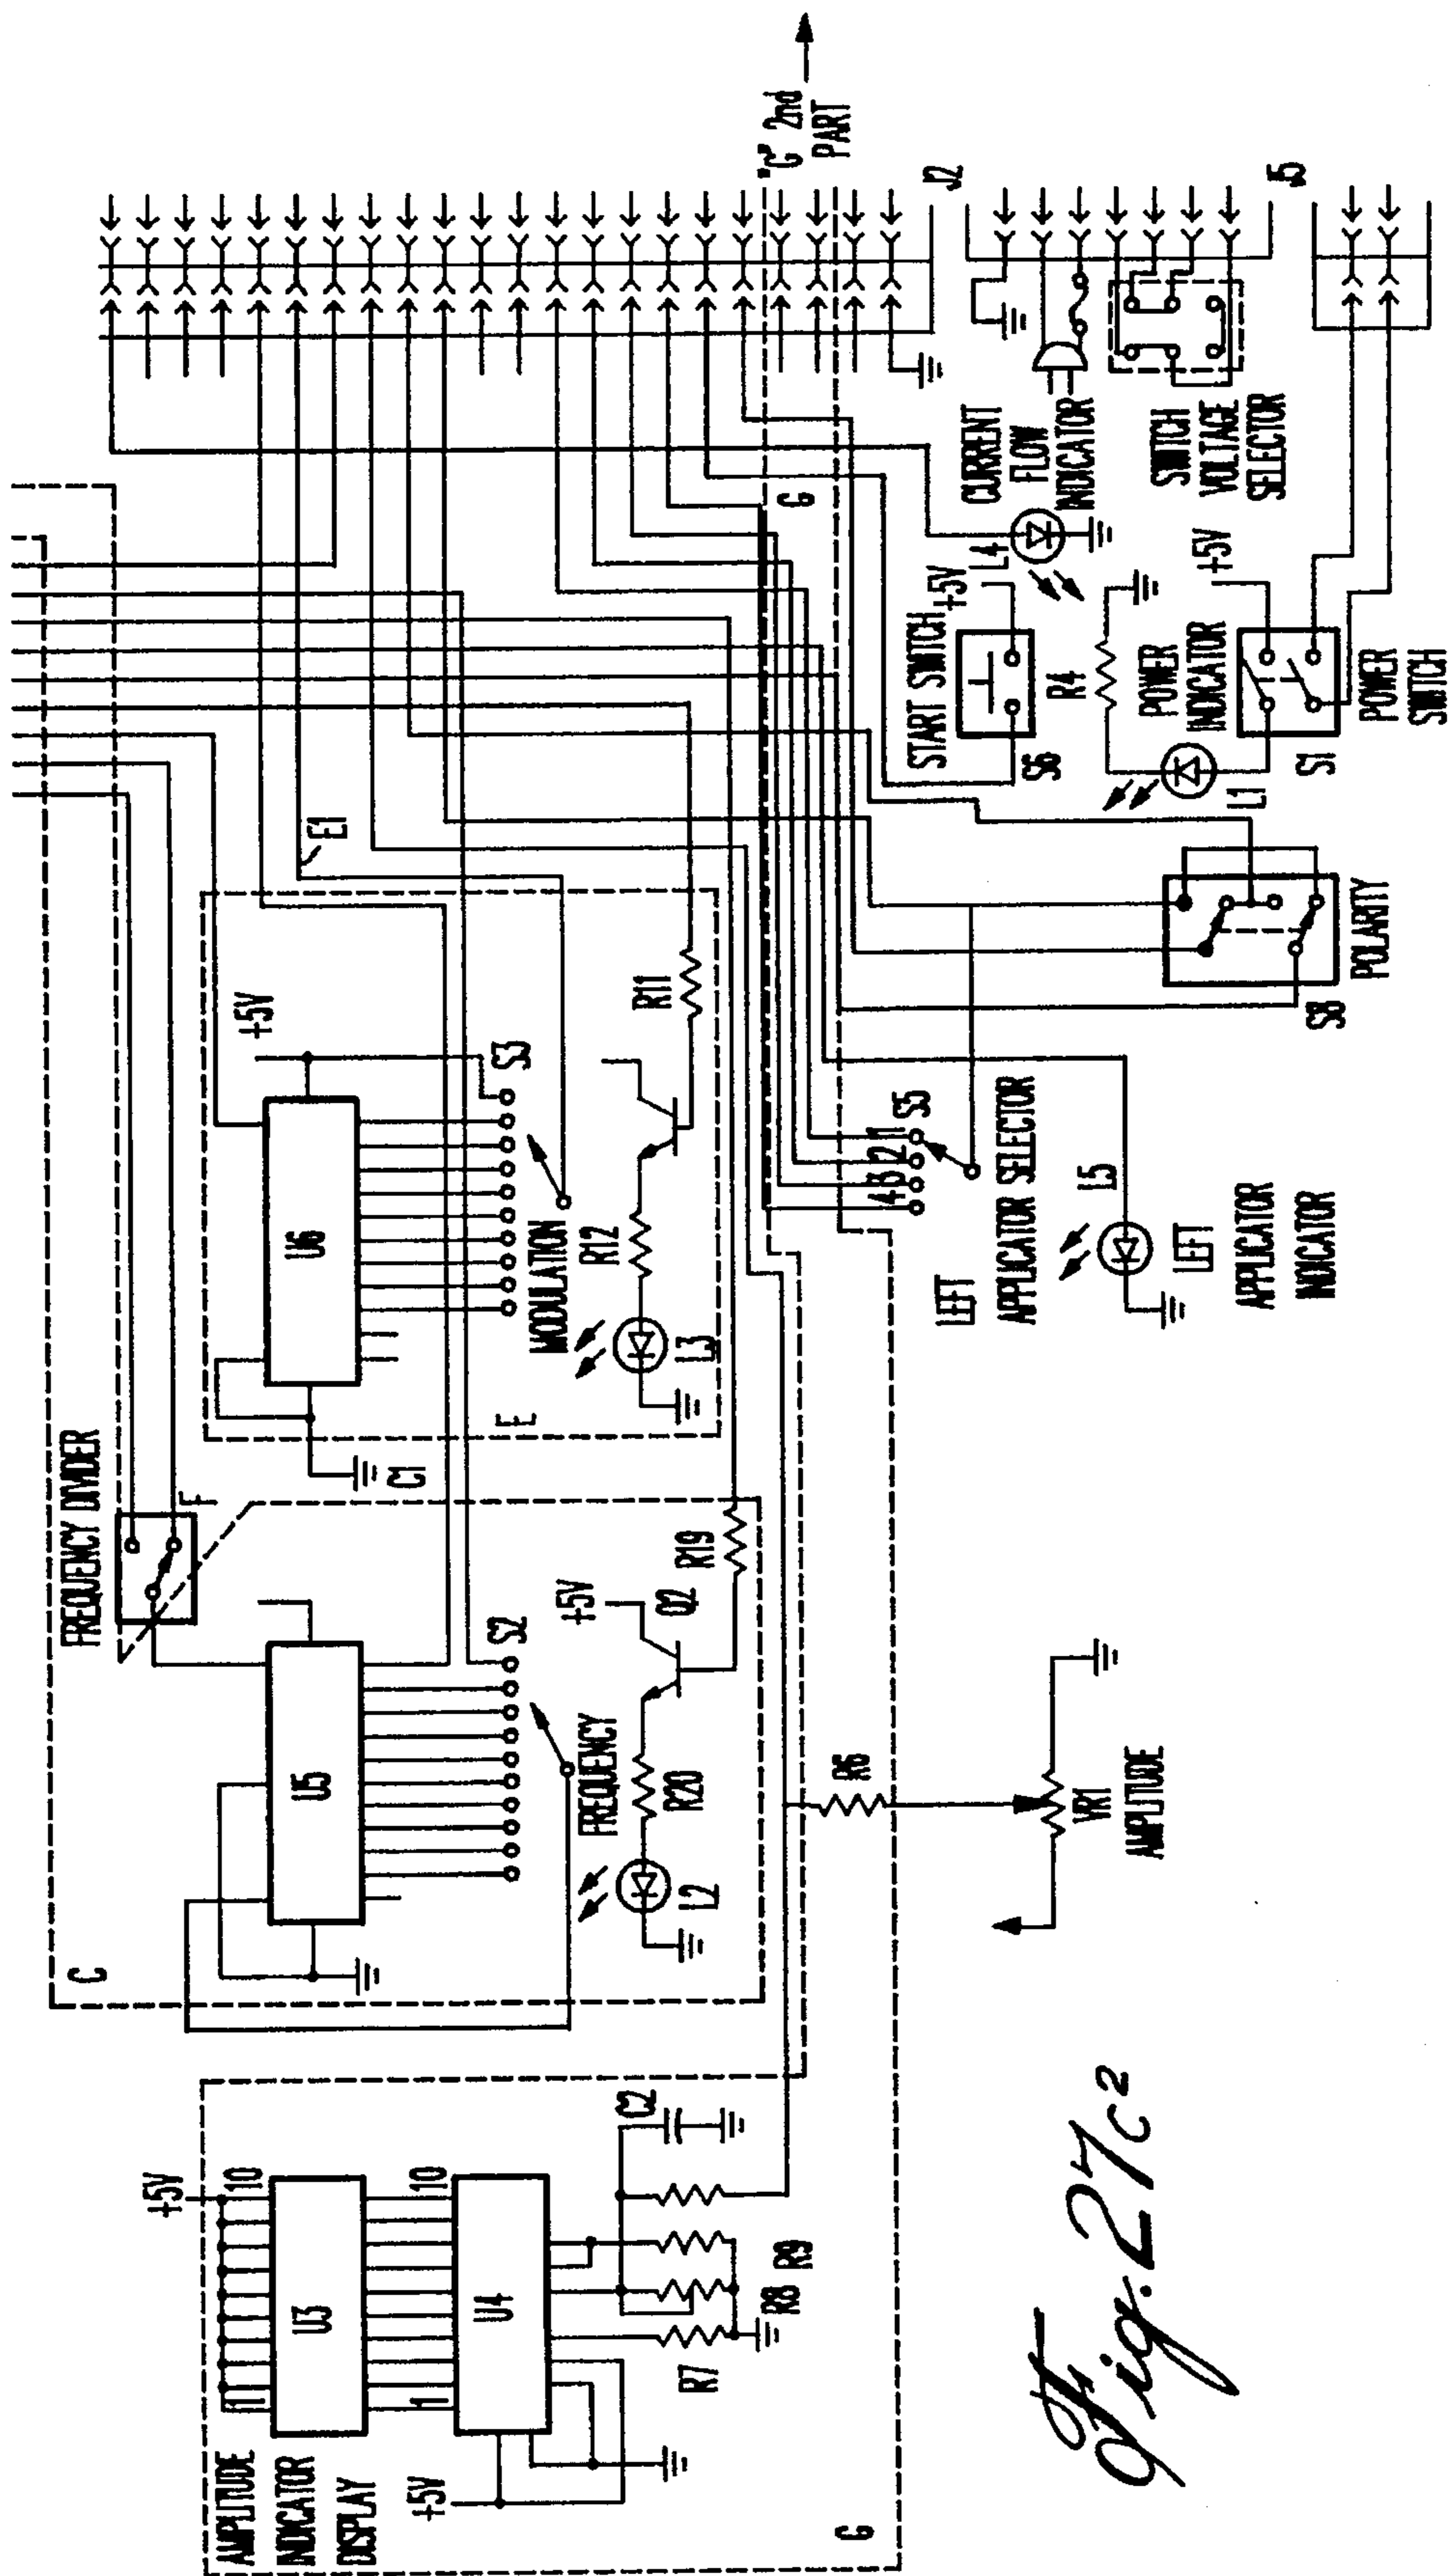 AMPLITUDE
INDICATOR
DISPLAY
+5V
1
10
U3
1
10
U4
+5V
R7
R8
R9
C2
G
C
FREQUENCY DIVIDER
F
U5
S2
FREQUENCY
+5V
Q2
R20
L2
R19
C1
E
+5V
U6
S3
MODULATION
R12
L3
R11
E1
R6
VR1
AMPLITUDE
G
4 3 2 1
S5
LEFT
APPLICATOR SELECTOR
L5
LEFT
APPLICATOR
INDICATOR
S8
POLARITY
START SWITCH
+5V
S6
R4
POWER
INDICATOR
L1
+5V
S1
POWER
SWITCH
L4
CURRENT
FLOW
INDICATOR
SWITCH
VOLTAGE
SELECTOR
J2
J5
"C" 2nd
PART
Fig. 27c²